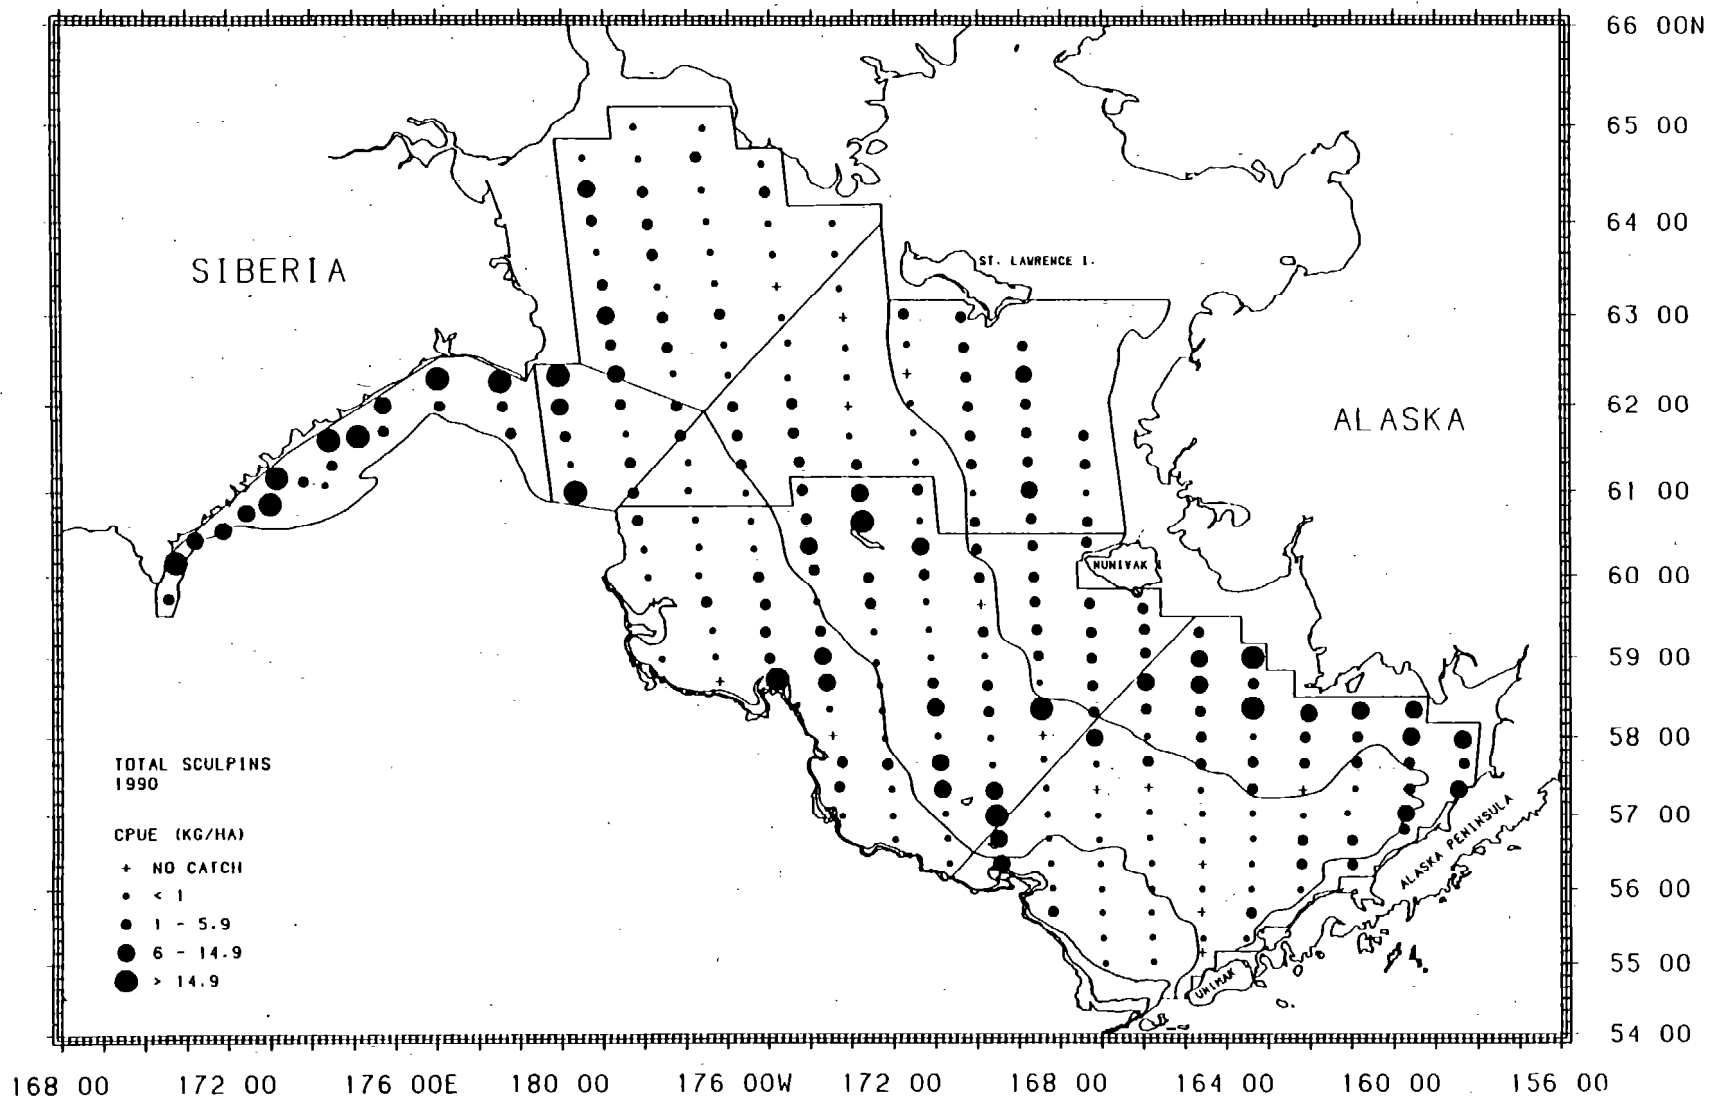 66 00N
65 00
64 00
ST. LAWRENCE I.
SIBERIA
63 00
62 00
ALASKA
61 00
NUNIVAK
60 00
59 00
58 00
TOTAL SCULPINS
1990
57 00
ALASKA PENINSULA
CPUE (KG/HA)
+ NO CATCH
< 1
1 - 5.9
6 - 14.9
> 14.9
56 00
55 00
UNIMAK
54 00
168 00 172 00 176 00E 180 00 176 00W 172 00 168 00 164 00 160 00 156 00